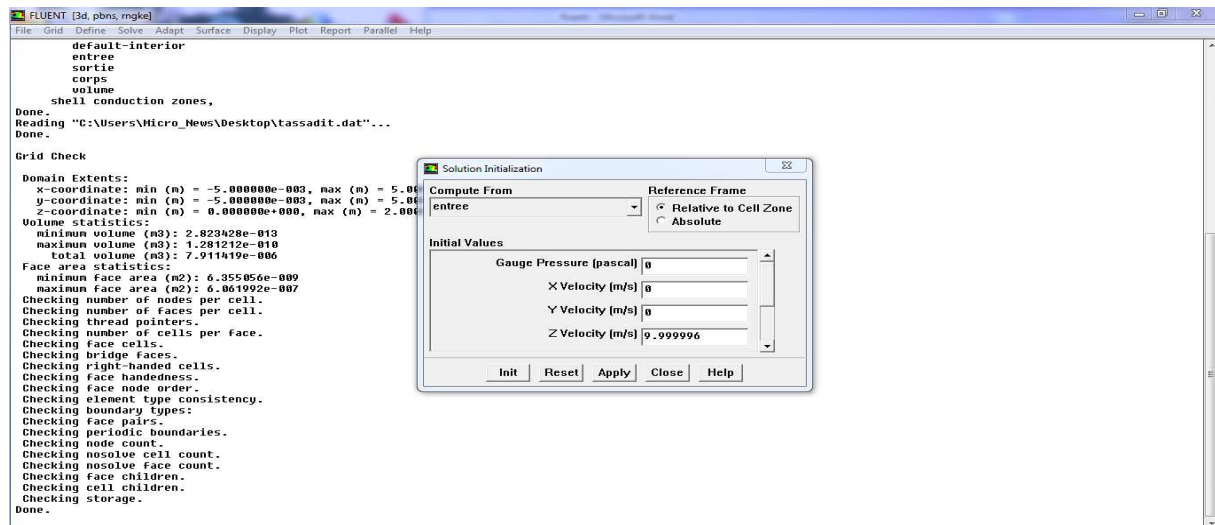 FLUENT [3d, pbns, rngke]
File Grid Define Solve Adapt Surface Display Plot Report Parallel Help
default-interior
entree
sortie
corps
volume
shell conduction zones,
Done.
Reading "C:\Users\Micro_News\Desktop\tassadit.dat"...
Done.
Grid Check
Domain Extents:
x-coordinate: min (m) = -5.000000e-003, max (m) = 5.00
y-coordinate: min (m) = -5.000000e-003, max (m) = 5.00
z-coordinate: min (m) = 0.000000e+000, max (m) = 2.000
Volume statistics:
minimum volume (m3): 2.823428e-013
maximum volume (m3): 1.281212e-010
total volume (m3): 7.911419e-006
Face area statistics:
minimum face area (m2): 6.355056e-009
maximum face area (m2): 6.061992e-007
Checking number of nodes per cell.
Checking number of faces per cell.
Checking thread pointers.
Checking number of cells per face.
Checking face cells.
Checking bridge faces.
Checking right-handed cells.
Checking face handedness.
Checking face node order.
Checking element type consistency.
Checking boundary types:
Checking face pairs.
Checking periodic boundaries.
Checking node count.
Checking nosolve cell count.
Checking nosolve face count.
Checking face children.
Checking cell children.
Checking storage.
Done.
Solution Initialization
Compute From
entree
Reference Frame
Relative to Cell Zone
Absolute
Initial Values
Gauge Pressure (pascal) 0
X Velocity (m/s) 0
Y Velocity (m/s) 0
Z Velocity (m/s) 9.999996
Init Reset Apply Close Help